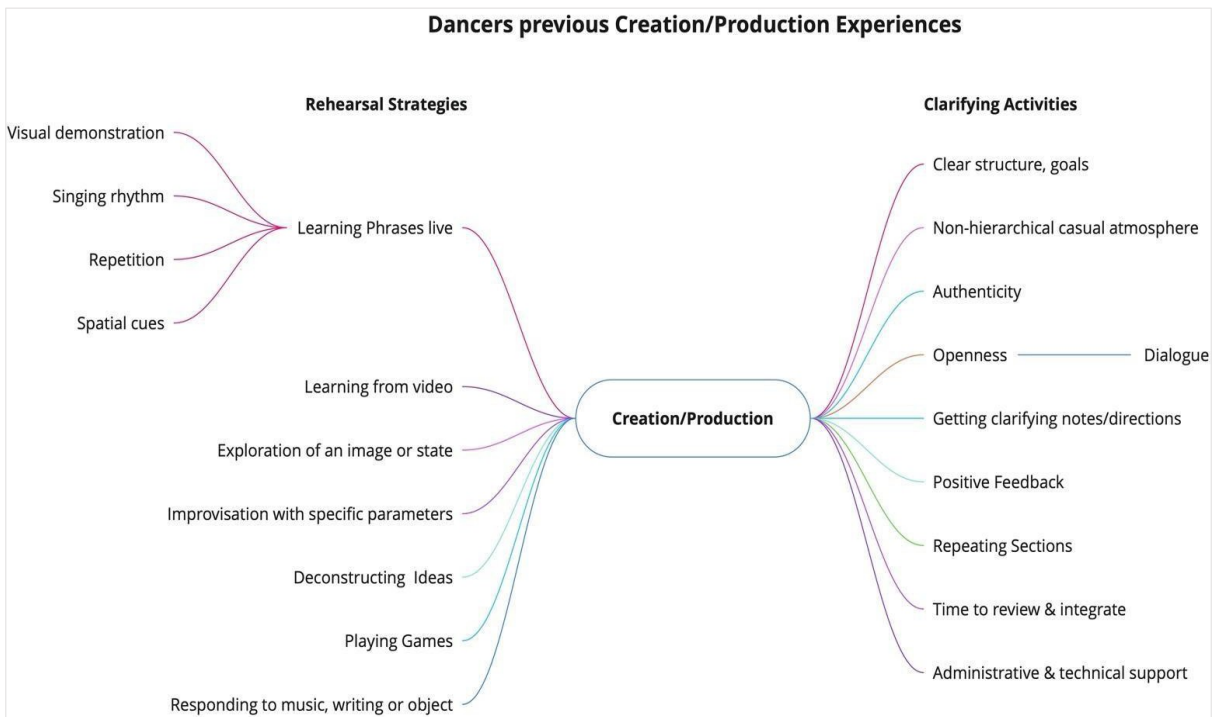 Dancers previous Creation/Production Experiences
Rehearsal Strategies
Visual demonstration
Singing rhythm
Repetition
Spatial cues
Learning Phrases live
Learning from video
Exploration of an image or state
Improvisation with specific parameters
Deconstructing  Ideas
Playing Games
Responding to music, writing or object
Creation/Production
Clarifying Activities
Clear structure, goals
Non-hierarchical casual atmosphere
Authenticity
Openness
Dialogue
Getting clarifying notes/directions
Positive Feedback
Repeating Sections
Time to review & integrate
Administrative & technical support